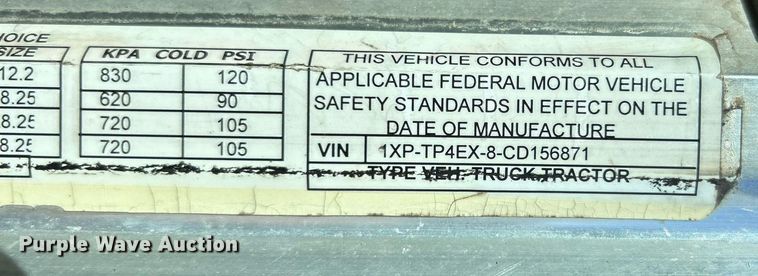 HOICE
SIZE
KPA COLD PSI
12.2 830 120
8.25 620 90
8.25 720 105
8.25 720 105
THIS VEHICLE CONFORMS TO ALL
APPLICABLE FEDERAL MOTOR VEHICLE
SAFETY STANDARDS IN EFFECT ON THE
DATE OF MANUFACTURE
VIN 1XP-TP4EX-8-CD156871
TYPE VEH. TRUCK TRACTOR
Purple Wave Auction